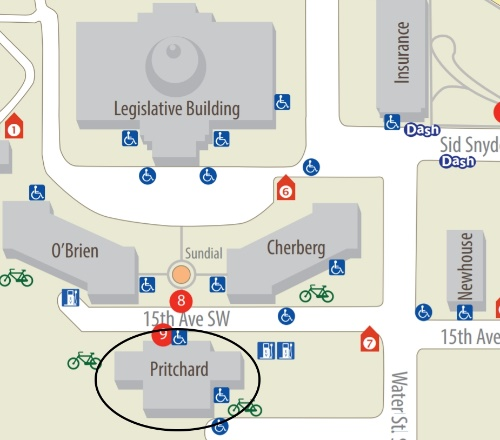 Insurance
Legislative Building
1
Dash
Sid Snyde
Dash
6
O'Brien
Sundial
Cherberg
Newhouse
8
15th Ave SW
9
7
15th Ave
Pritchard
Water St. S